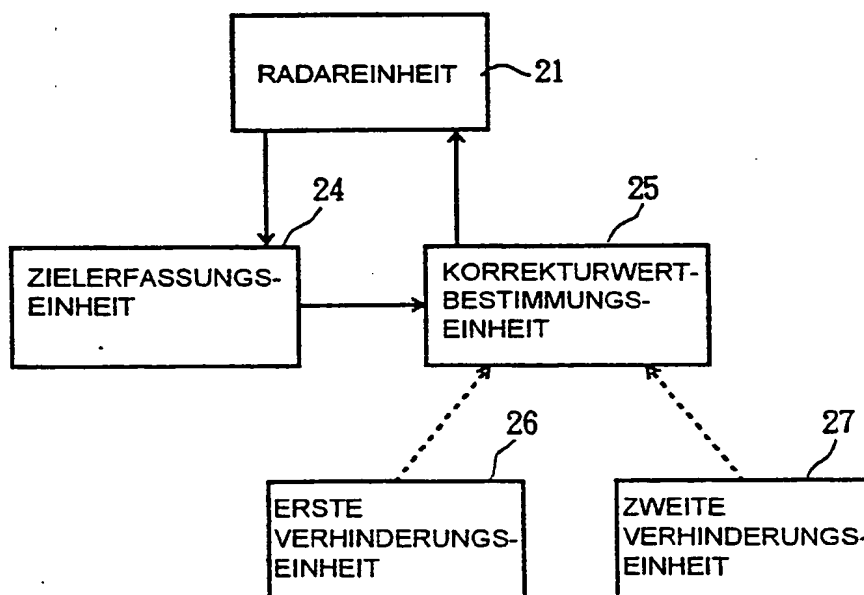 RADAREINHEIT
21
24
25
ZIELERFASSUNGS-
EINHEIT
KORREKTURWERT-
BESTIMMUNGS-
EINHEIT
26
27
ERSTE
VERHINDERUNGS-
EINHEIT
ZWEITE
VERHINDERUNGS-
EINHEIT